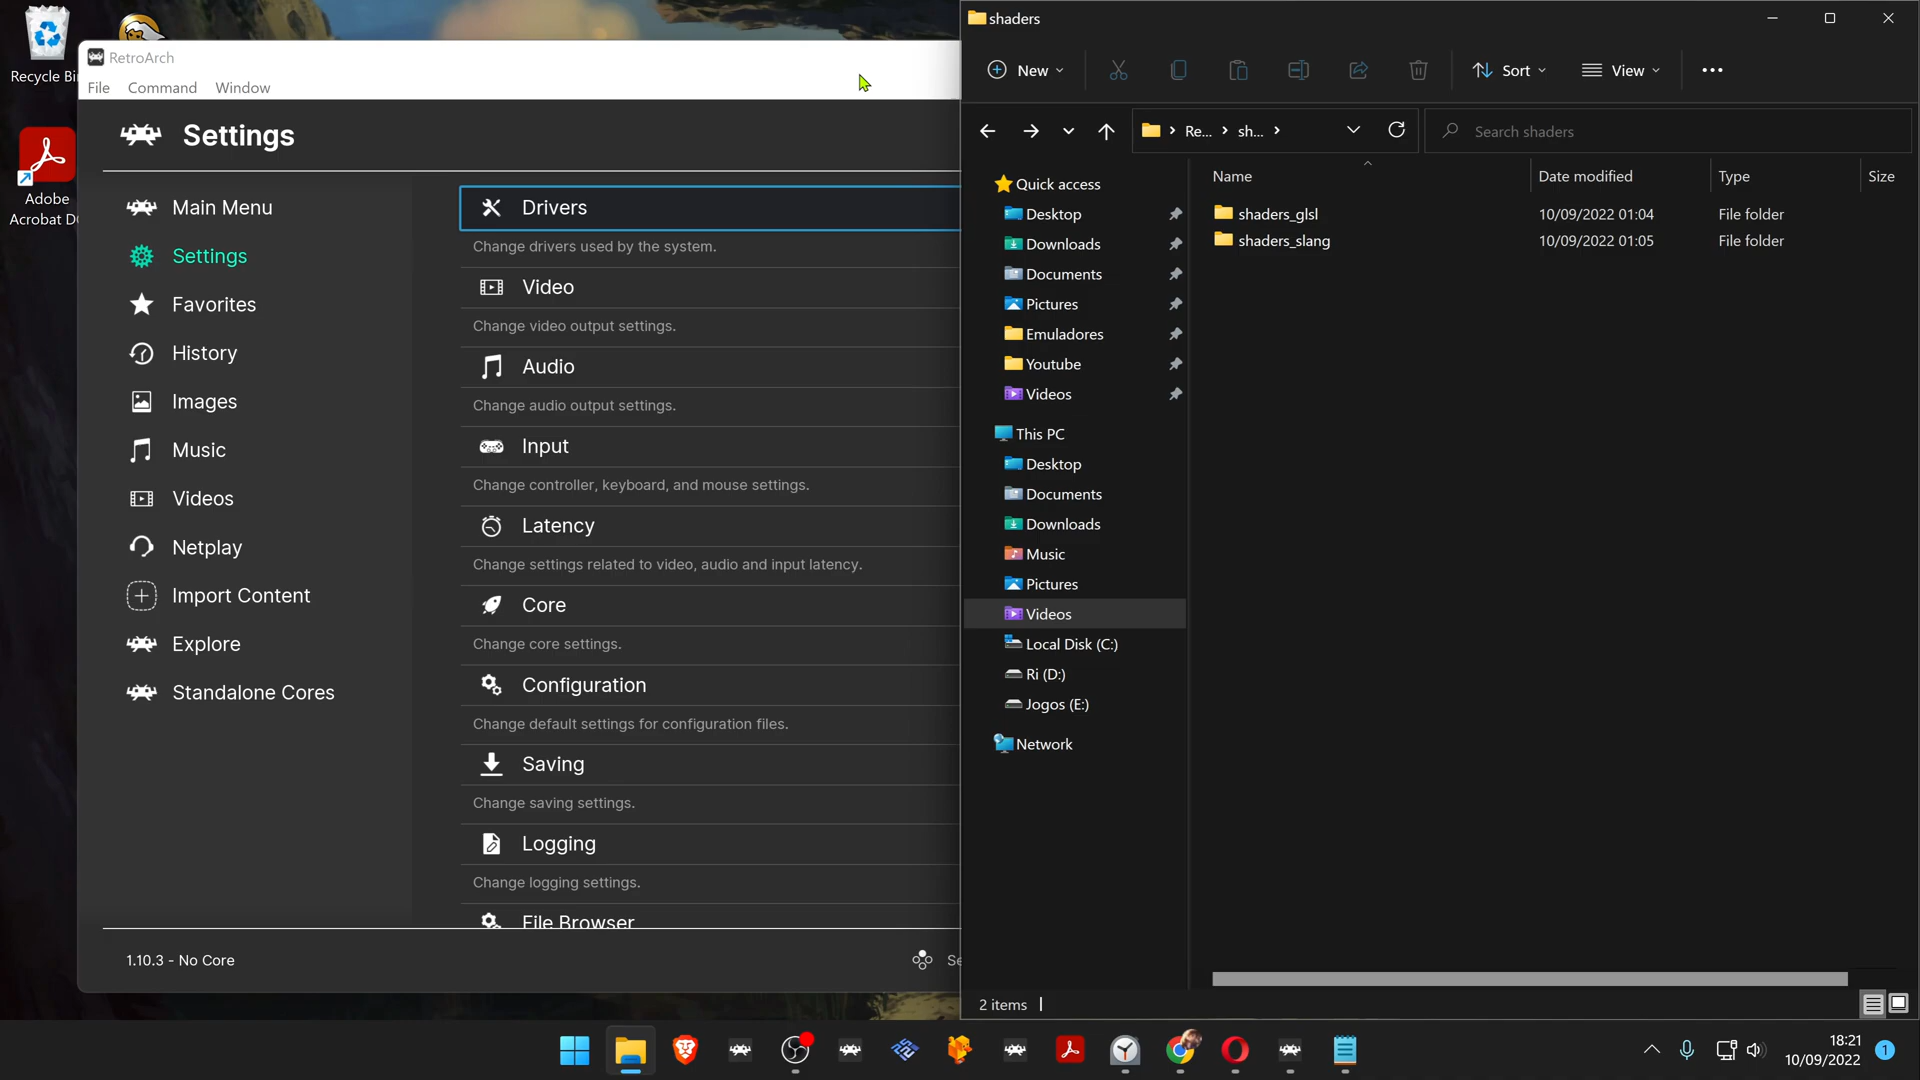 Recycle Bi
Adobe
Acrobat D
RetroArch
File Command Window
Settings
Main Menu
Settings
Favorites
History
Images
Music
Videos
Netplay
Import Content
Explore
Standalone Cores
Drivers
Change drivers used by the system.
Video
Change video output settings.
Audio
Change audio output settings.
Input
Change controller, keyboard, and mouse settings.
Latency
Change settings related to video, audio and input latency.
Core
Change core settings.
Configuration
Change default settings for configuration files.
Saving
Change saving settings.
Logging
Change logging settings.
File Browser
1.10.3 - No Core
Se
shaders
New Sort View
Re... sh... Search shaders
Quick access
Desktop
Downloads
Documents
Pictures
Emuladores
Youtube
Videos
This PC
Desktop
Documents
Downloads
Music
Pictures
Videos
Local Disk (C:)
Ri (D:)
Jogos (E:)
Network
Name Date modified Type Size
shaders_glsl 10/09/2022 01:04 File folder
shaders_slang 10/09/2022 01:05 File folder
2 items
18:21
10/09/2022
1